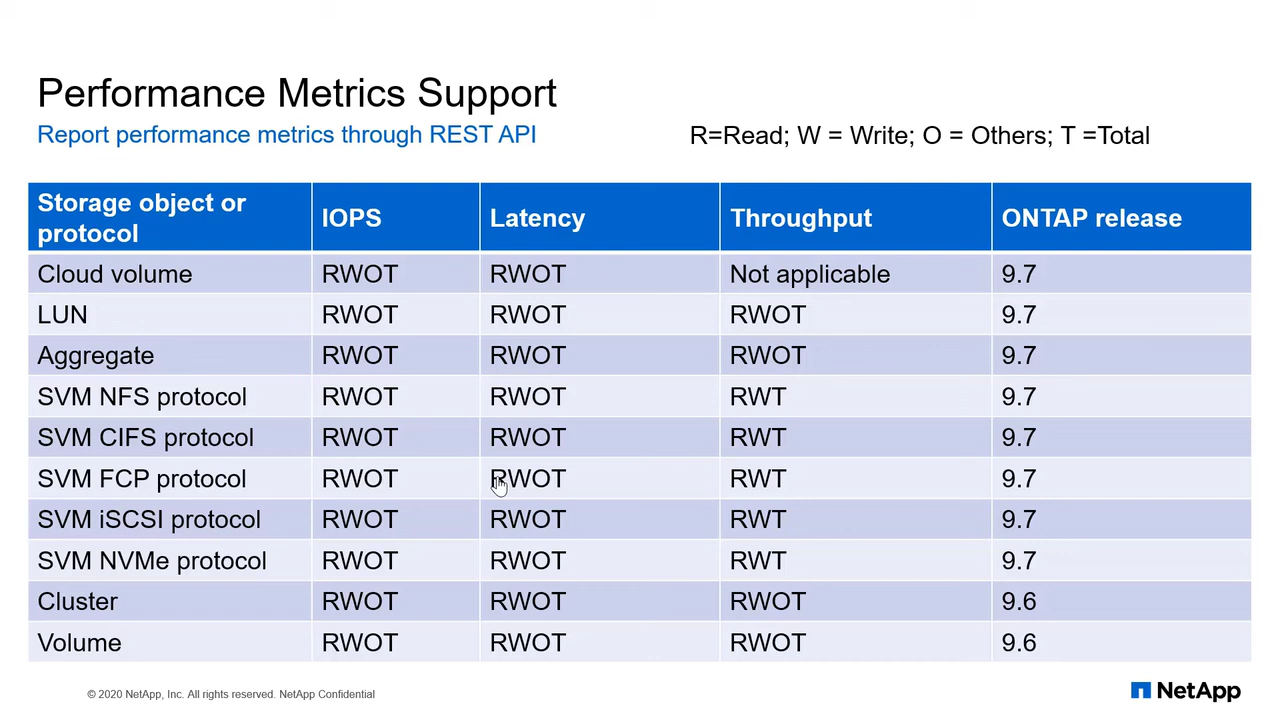 Performance Metrics Support
Report performance metrics through REST API
R=Read; W = Write; O = Others; T =Total
Storage object or protocol IOPS Latency Throughput ONTAP release
Cloud volume RWOT RWOT Not applicable 9.7
LUN RWOT RWOT RWOT 9.7
Aggregate RWOT RWOT RWOT 9.7
SVM NFS protocol RWOT RWOT RWT 9.7
SVM CIFS protocol RWOT RWOT RWT 9.7
SVM FCP protocol RWOT RWOT RWT 9.7
SVM iSCSI protocol RWOT RWOT RWT 9.7
SVM NVMe protocol RWOT RWOT RWT 9.7
Cluster RWOT RWOT RWOT 9.6
Volume RWOT RWOT RWOT 9.6
© 2020 NetApp, Inc. All rights reserved. NetApp Confidential
NetApp